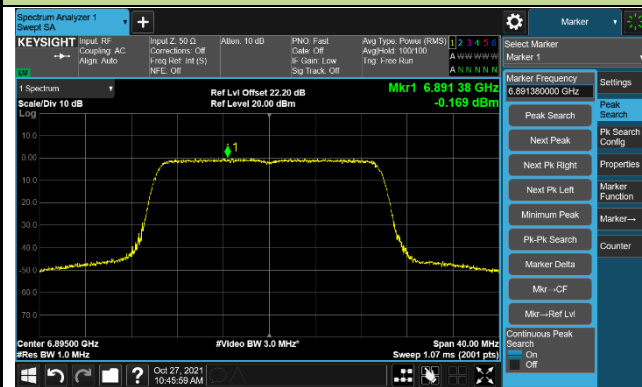 Spectrum Analyzer 1
Swept SA
Marker
KEYSIGHT
Input: RF
Coupling: AC
Align: Auto
Input Z: 50 Ω
Corrections: Off
Freq Ref: Int (S)
NFE: Off
Atten: 10 dB
PNO: Fast
Gate: Off
IF Gain: Low
Sig Track: Off
Avg Type: Power (RMS)
Avg|Hold: 100/100
Trig: Free Run
1 2 3 4 5 6
A W W W W W
A N N N N N
Select Marker
Marker 1
1 Spectrum
Scale/Div 10 dB
Log
Ref Lvl Offset 22.20 dB
Ref Level 20.00 dBm
Mkr1 6.891 38 GHz
-0.169 dBm
10.0
0.00
10.0
20.0
30.0
40.0
50.0
60.0
70.0
1
Center 6.89500 GHz
#Res BW 1.0 MHz
#Video BW 3.0 MHz*
Span 40.00 MHz
Sweep 1.07 ms (2001 pts)
Marker Frequency
6.891380000 GHz
Peak Search
Next Peak
Next Pk Right
Next Pk Left
Minimum Peak
Pk-Pk Search
Marker Delta
Mkr→CF
Mkr→Ref Lvl
Continuous Peak
Search
On
Off
Settings
Peak
Search
Pk Search
Config
Properties
Marker
Function
Marker→
Counter
Oct 27, 2021
10:45:59 AM